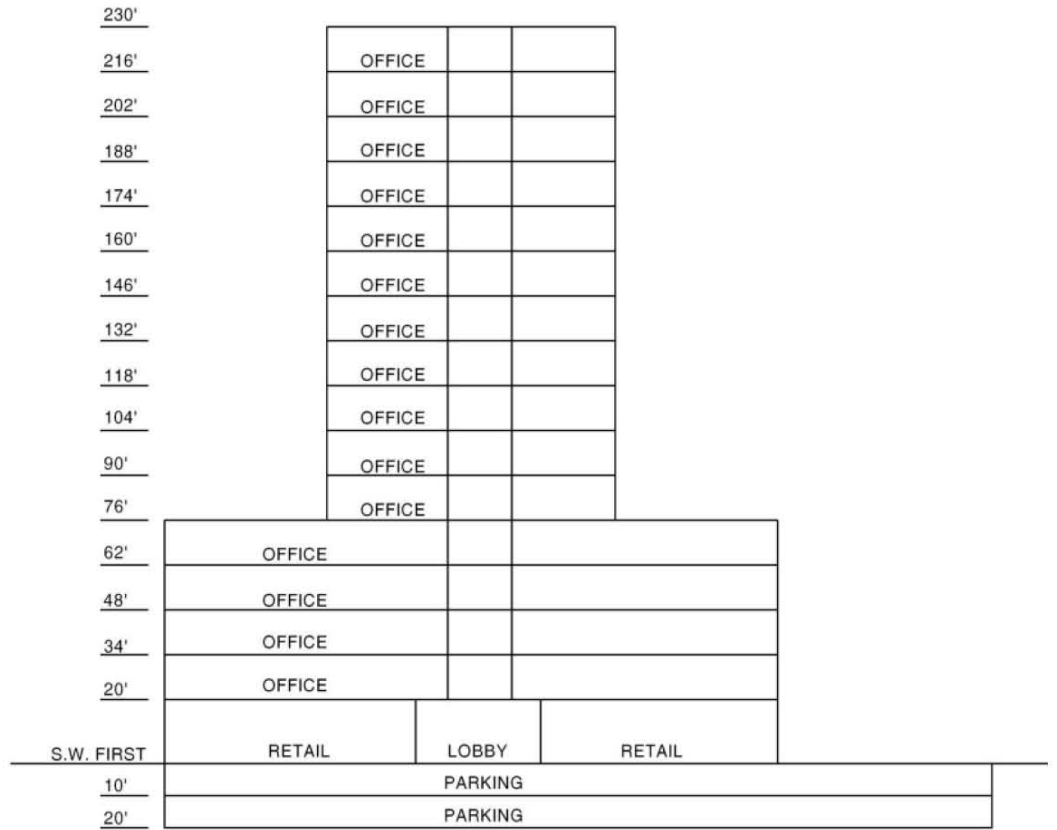 230'
216' OFFICE
202' OFFICE
188' OFFICE
174' OFFICE
160' OFFICE
146' OFFICE
132' OFFICE
118' OFFICE
104' OFFICE
90' OFFICE
76' OFFICE
62' OFFICE
48' OFFICE
34' OFFICE
20' OFFICE
S.W. FIRST RETAIL LOBBY RETAIL
10' PARKING
20' PARKING